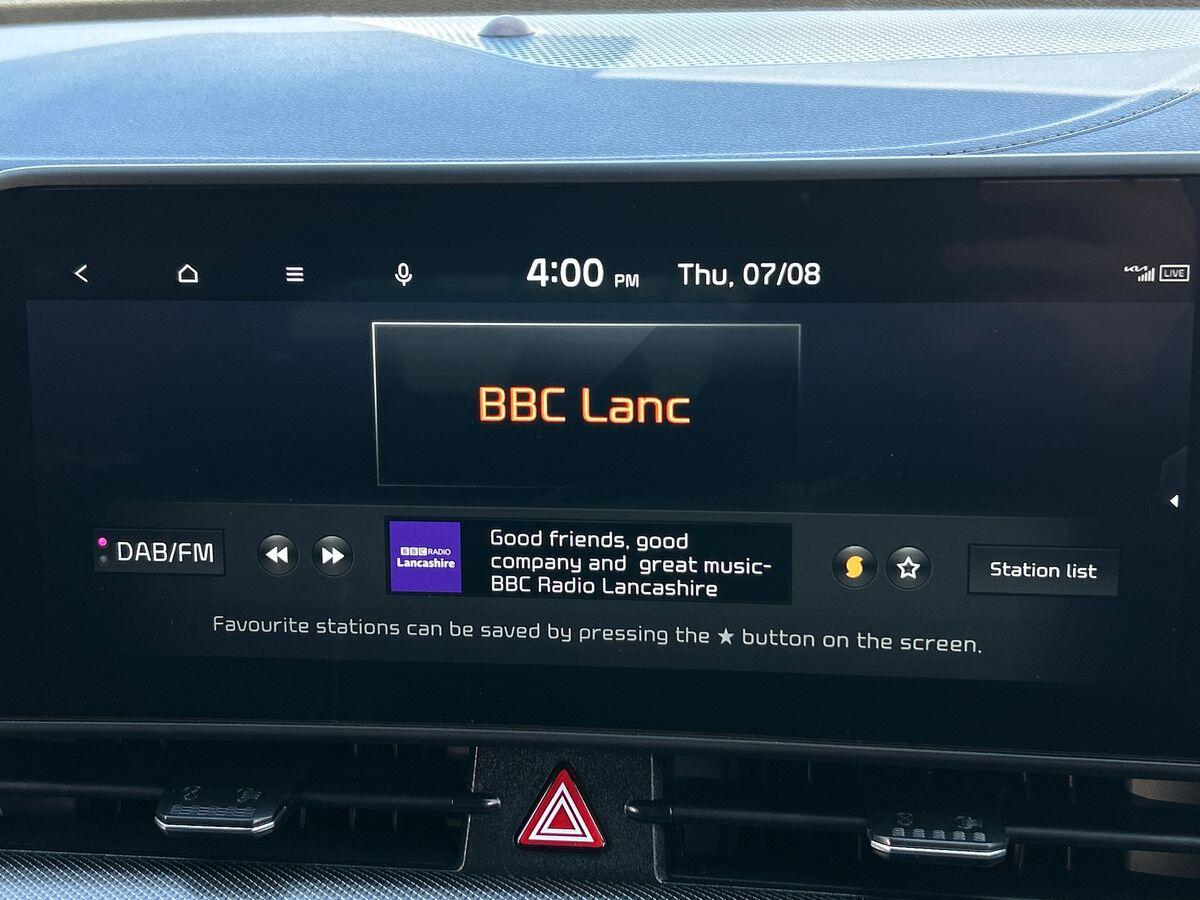 4:00 PM Thu, 07/08
LIVE
BBC Lanc
DAB/FM
BBC RADIO
Lancashire
Good friends, good
company and great music-
BBC Radio Lancashire
Station list
Favourite stations can be saved by pressing the ★ button on the screen.